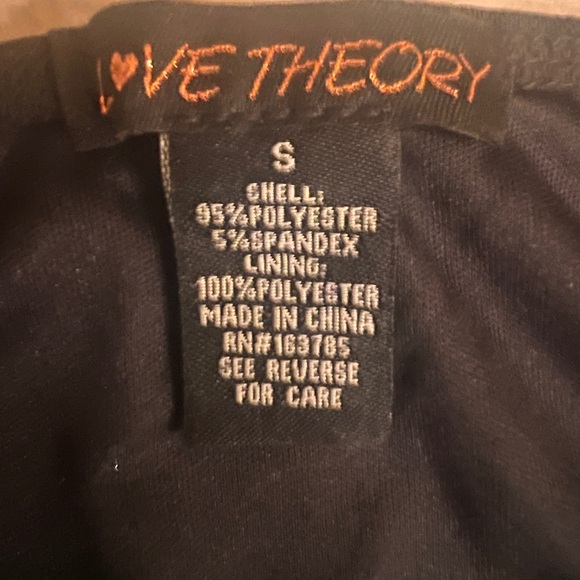 L♥VE THEORY
S
SHELL:
95%POLYESTER
5%SPANDEX
LINING:
100%POLYESTER
MADE IN CHINA
RN#163785
SEE REVERSE
FOR CARE